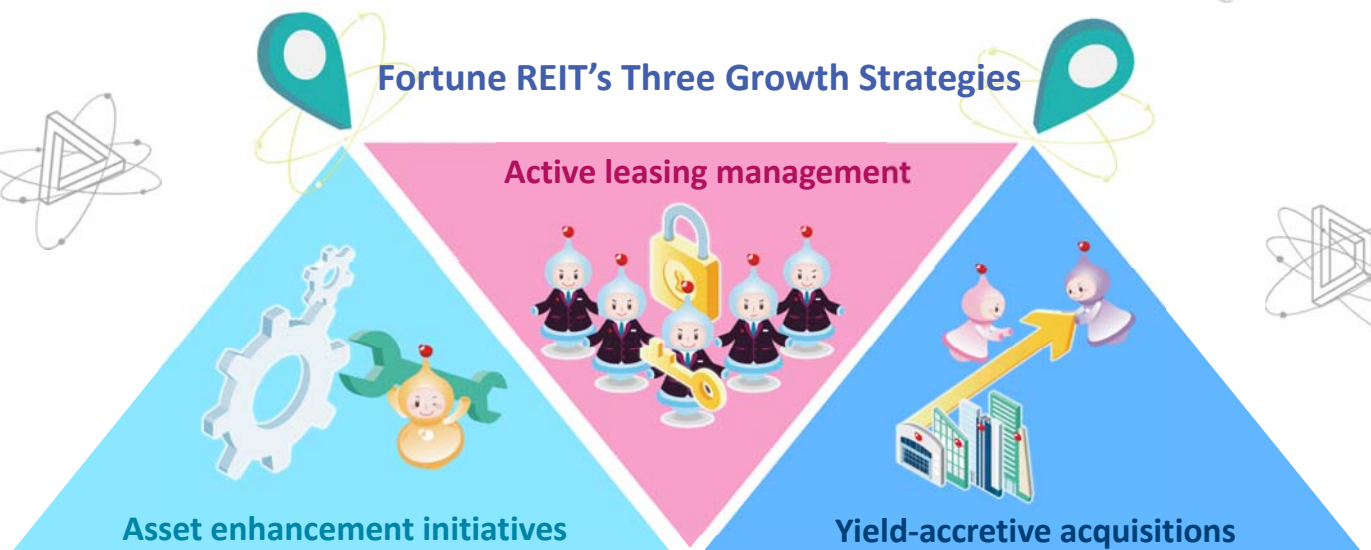 Fortune REIT’s Three Growth Strategies
Active leasing management
Asset enhancement initiatives
Yield-accretive acquisitions